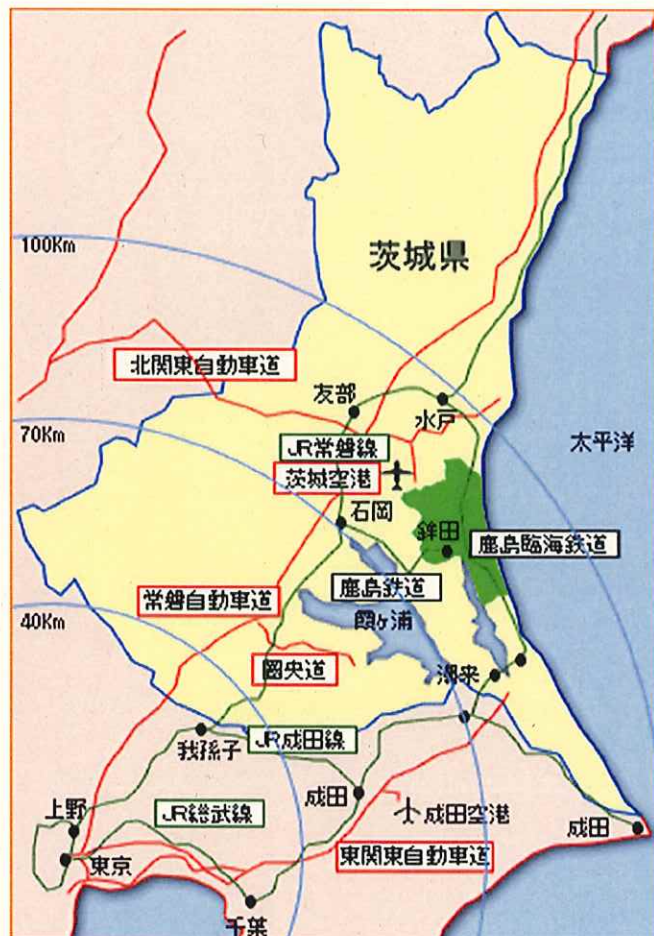 100Km
茨城県
北関東自動車道
友部
水戸
70Km
JR常磐線
太平洋
茨城空港
石岡
鉾田
鹿島臨海鉄道
鹿島鉄道
常磐自動車道
40Km
霞ヶ浦
圏央道
潮来
我孫子
JR成田線
成田
上野
JR総武線
成田空港
成田
東京
東関東自動車道
千葉